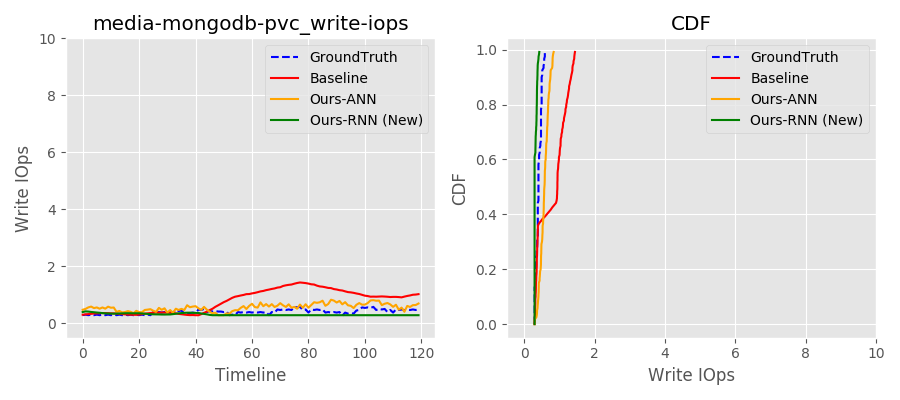 media-mongodb-pvc_write-iops
10
8
6
4
2
0
Write IOps
0 20 40 60 80 100 120
Timeline
GroundTruth
Baseline
Ours-ANN
Ours-RNN (New)
CDF
1.0
0.8
0.6
0.4
0.2
0.0
CDF
0 2 4 6 8 10
Write IOps
GroundTruth
Baseline
Ours-ANN
Ours-RNN (New)